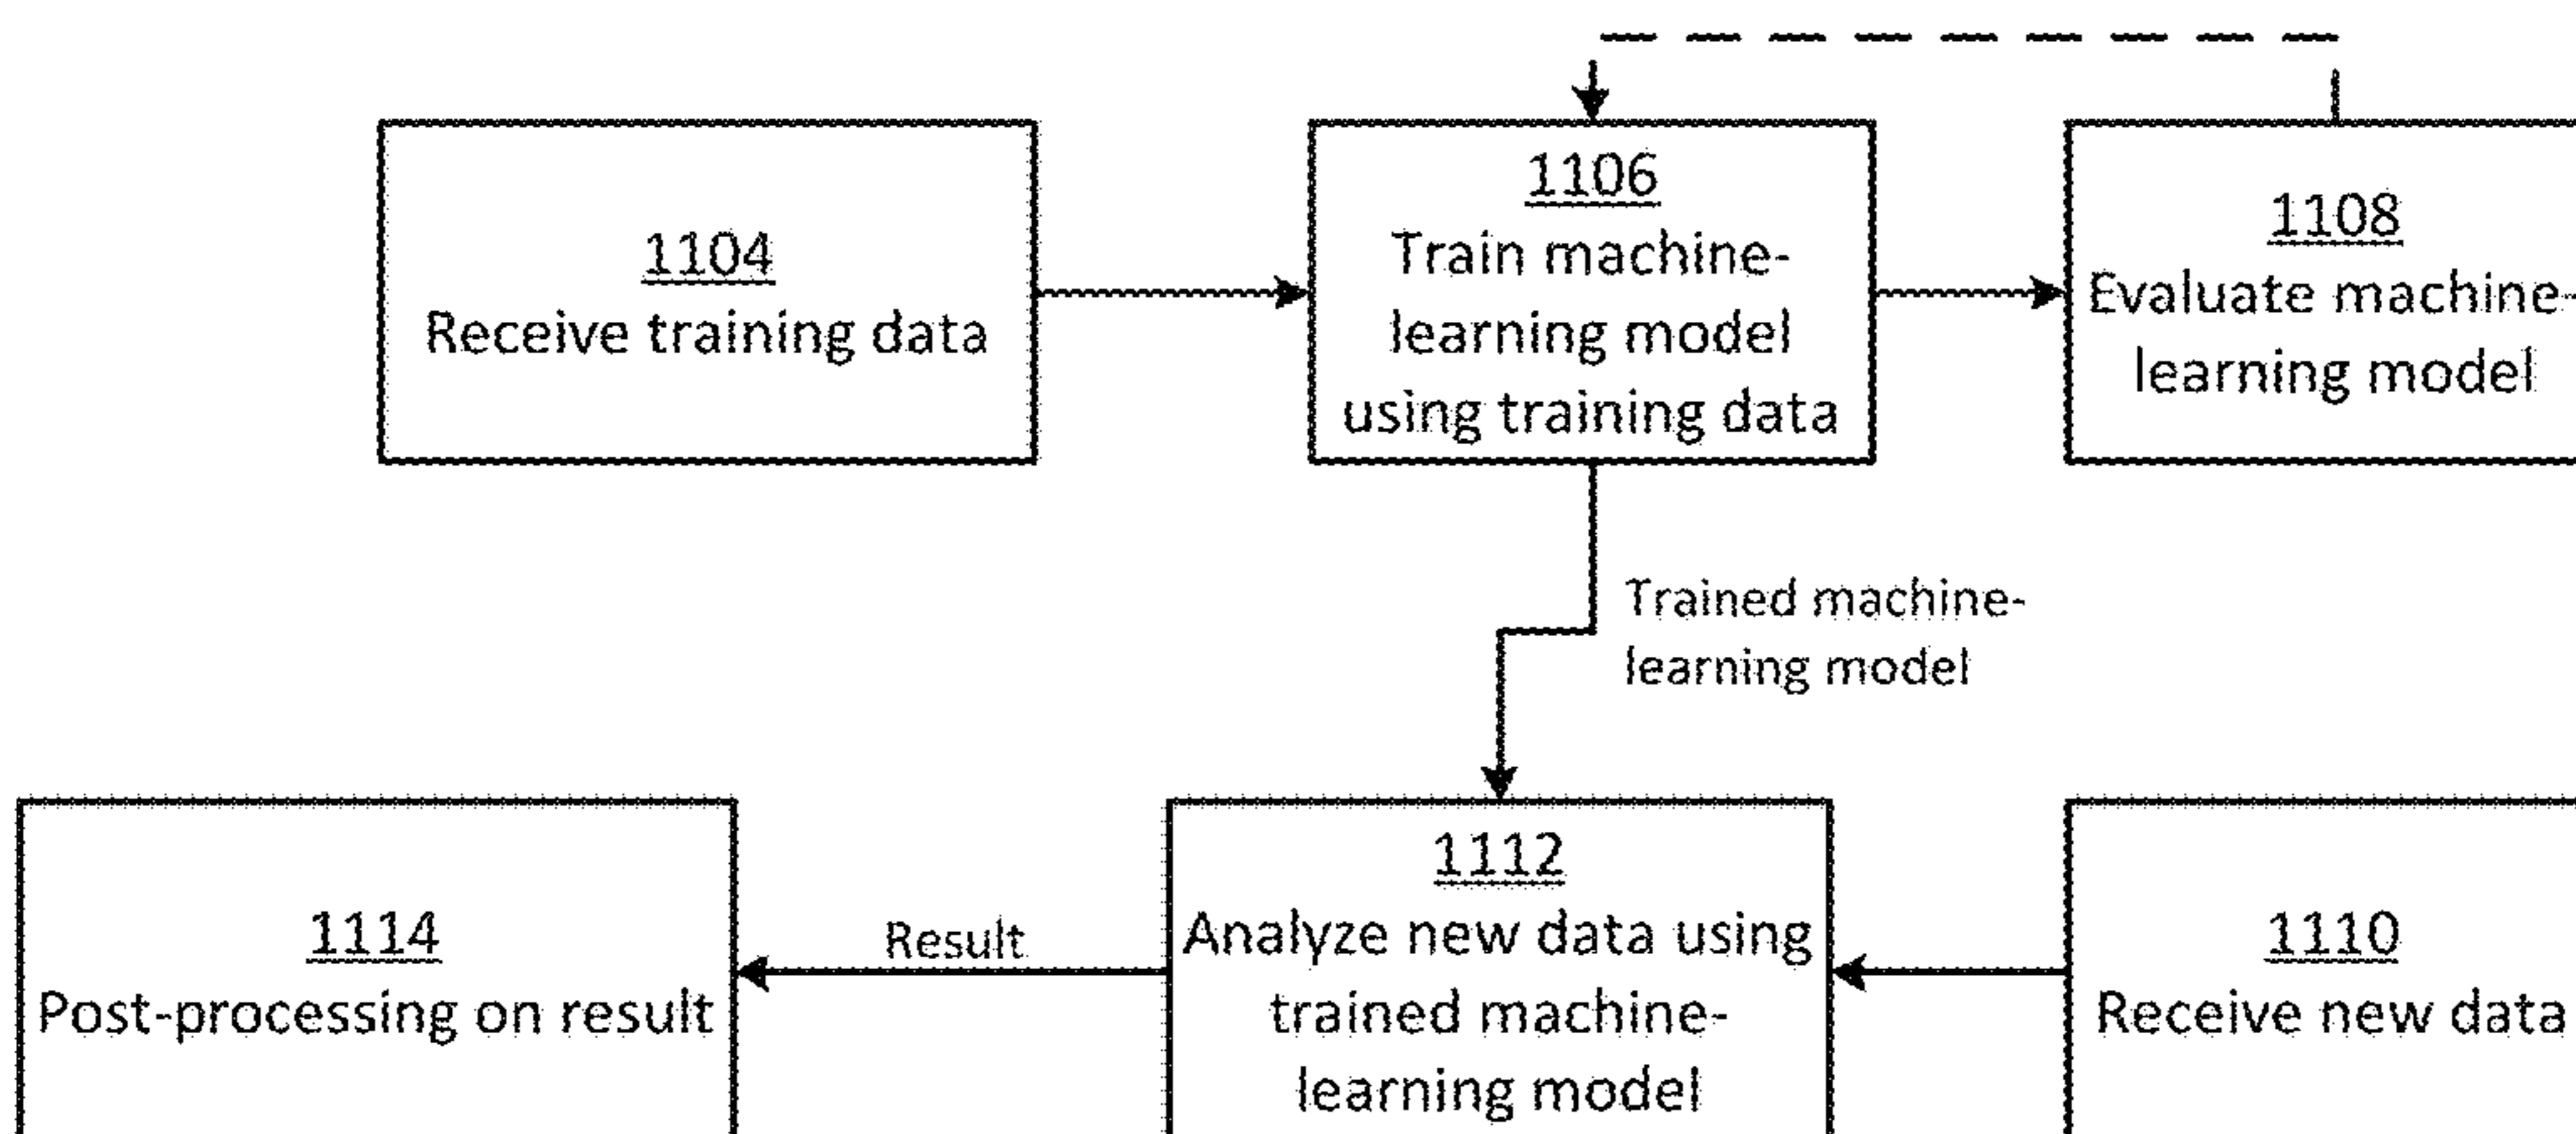 1104
Receive training data
1106
Train machine-
learning model
using training data
1108
Evaluate machine-
learning model
Trained machine-
learning model
1114
Post-processing on result
Result
1112
Analyze new data using
trained machine-
learning model
1110
Receive new data